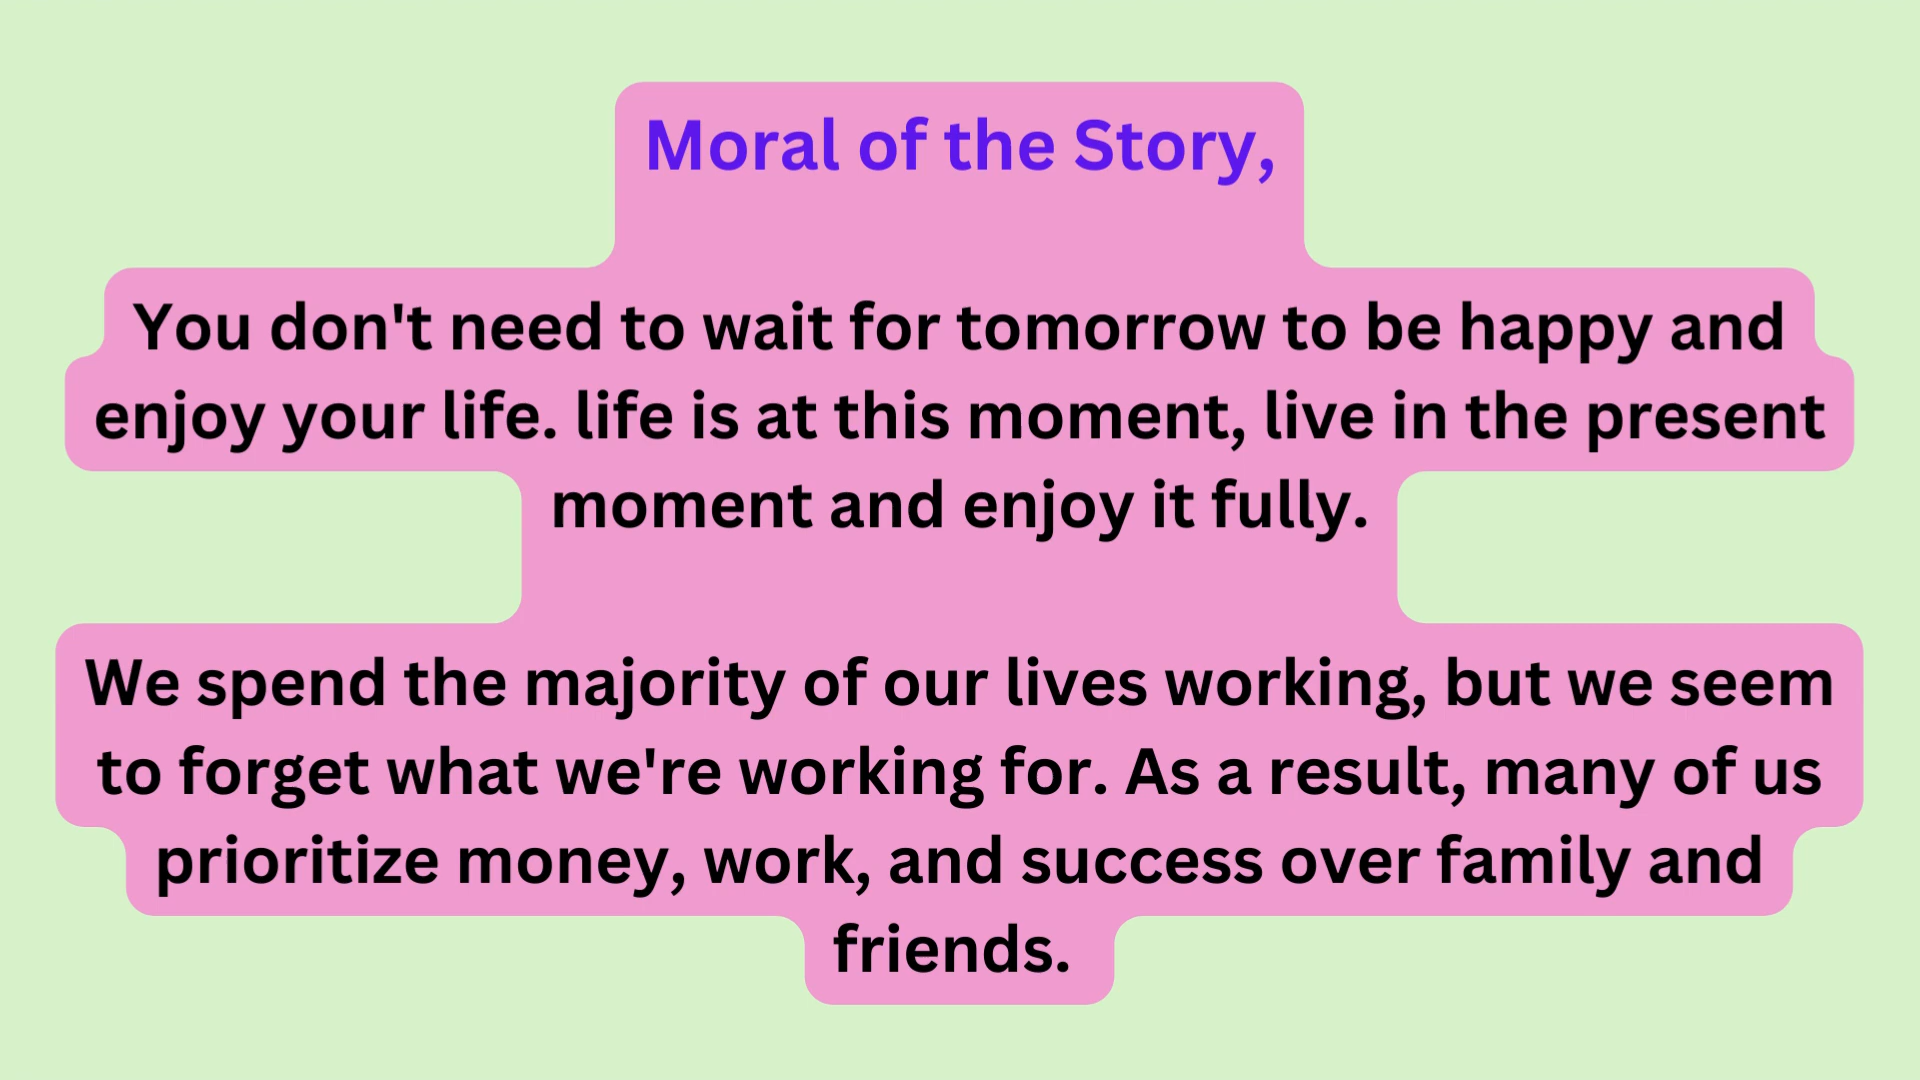 Moral of the Story,
You don't need to wait for tomorrow to be happy and
enjoy your life. life is at this moment, live in the present
moment and enjoy it fully.
We spend the majority of our lives working, but we seem
to forget what we're working for. As a result, many of us
prioritize money, work, and success over family and
friends.